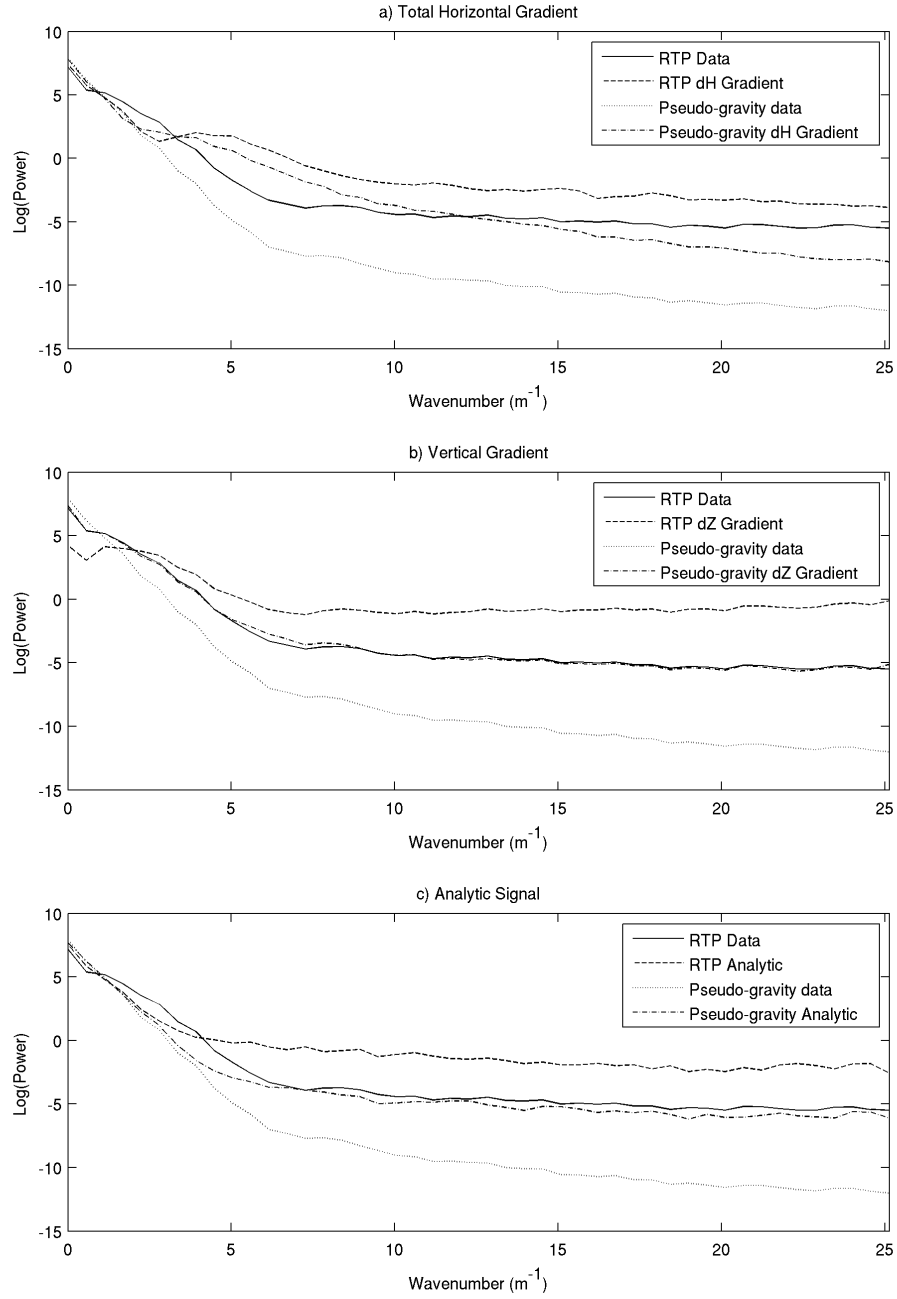 a) Total Horizontal Gradient
10
5
0
-5
-10
-15
Log(Power)
RTP Data
RTP dH Gradient
Pseudo-gravity data
Pseudo-gravity dH Gradient
0 5 10 15 20 25
Wavenumber (m⁻¹)
b) Vertical Gradient
10
5
0
-5
-10
-15
Log(Power)
RTP Data
RTP dZ Gradient
Pseudo-gravity data
Pseudo-gravity dZ Gradient
0 5 10 15 20 25
Wavenumber (m⁻¹)
c) Analytic Signal
10
5
0
-5
-10
-15
Log(Power)
RTP Data
RTP Analytic
Pseudo-gravity data
Pseudo-gravity Analytic
0 5 10 15 20 25
Wavenumber (m⁻¹)